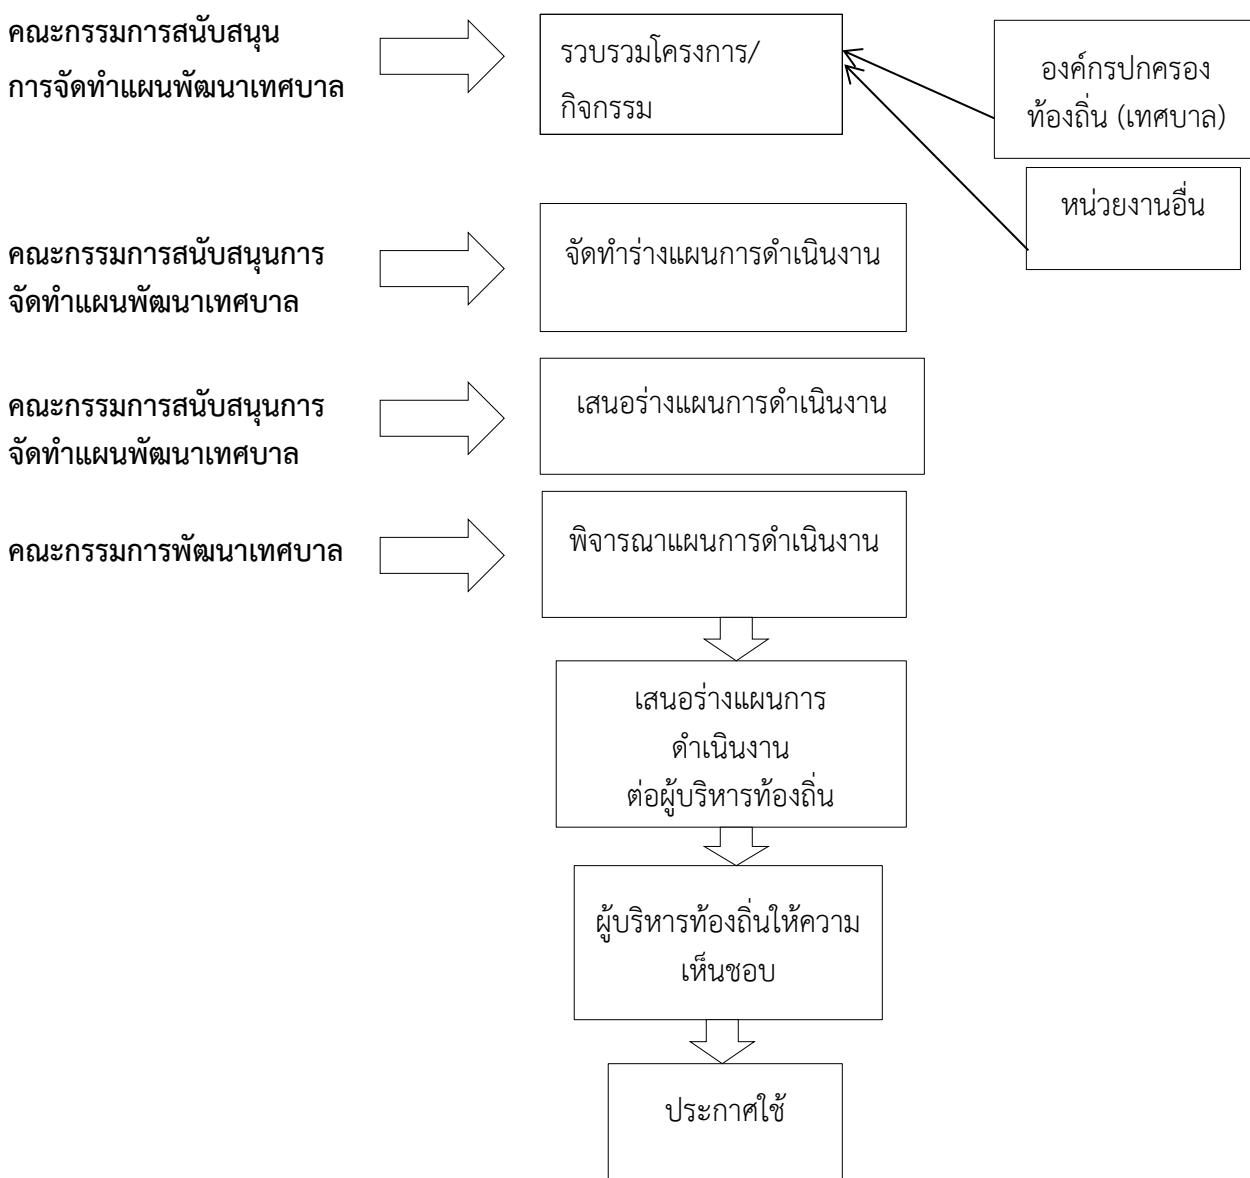 คณะกรรมการสนับสนุน
การจัดทำแผนพัฒนาเทศบาล
รวบรวมโครงการ/
กิจกรรม
องค์กรปกครอง
ท้องถิ่น (เทศบาล)
หน่วยงานอื่น
คณะกรรมการสนับสนุนการ
จัดทำแผนพัฒนาเทศบาล
จัดทำร่างแผนการดำเนินงาน
คณะกรรมการสนับสนุนการ
จัดทำแผนพัฒนาเทศบาล
เสนอร่างแผนการดำเนินงาน
คณะกรรมการพัฒนาเทศบาล
พิจารณาแผนการดำเนินงาน
เสนอร่างแผนการ
ดำเนินงาน
ต่อผู้บริหารท้องถิ่น
ผู้บริหารท้องถิ่นให้ความ
เห็นชอบ
ประกาศใช้